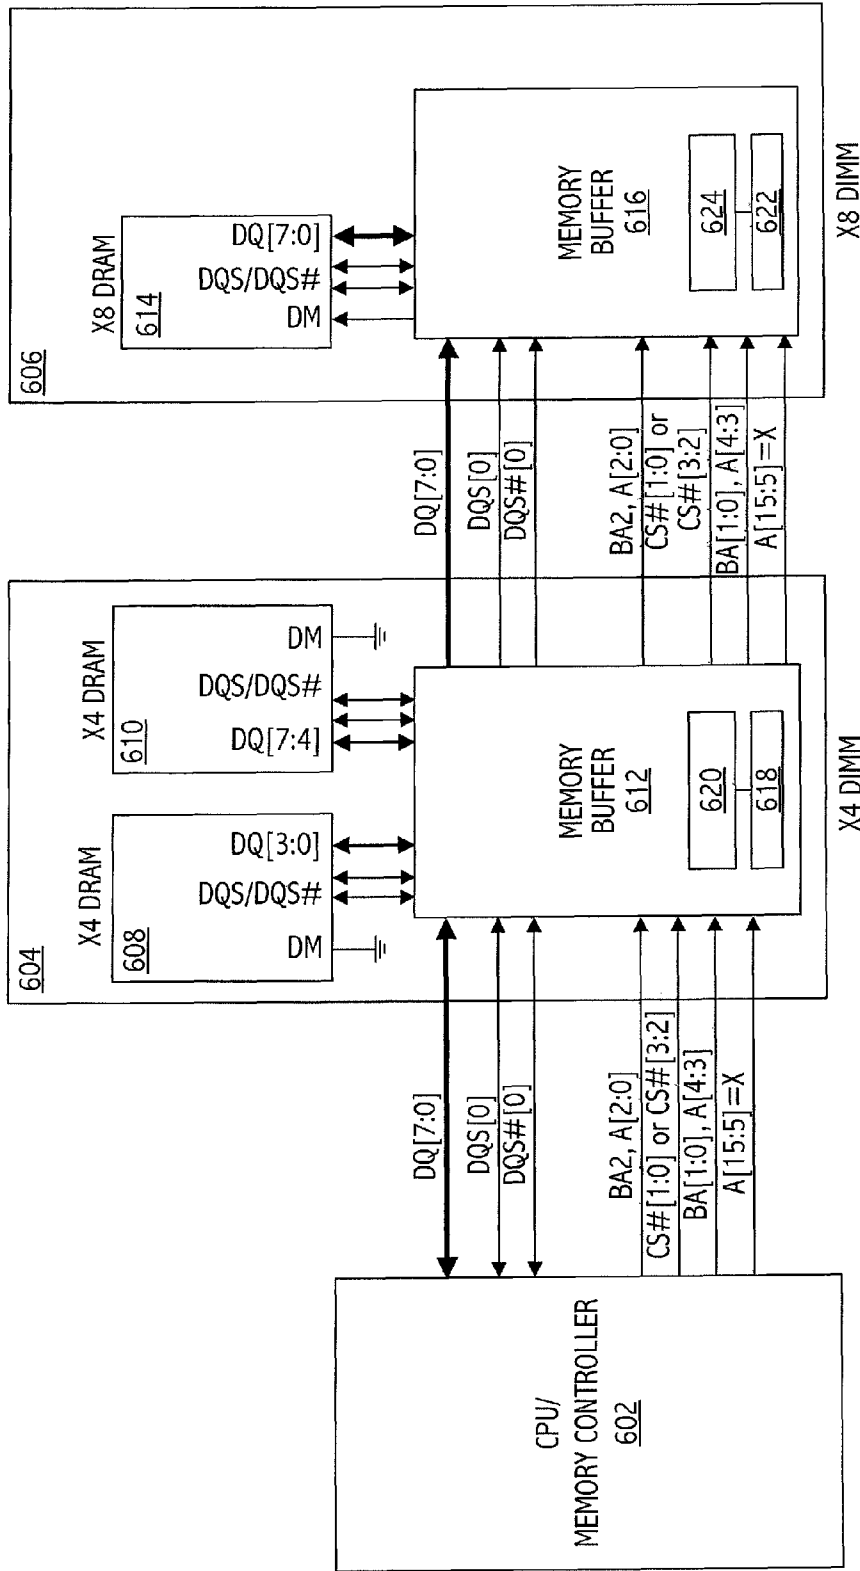 CPU/
MEMORY CONTROLLER
602
DQ[7:0]
DQS[0]
DQS#[0]
BA2, A[2:0]
CS#[1:0] or CS#[3:2]
BA[1:0], A[4:3]
A[15:5]=X
604
X4 DRAM
608
DQ[3:0]
DQS/DQS#
DM
X4 DRAM
610
DM
DQS/DQS#
DQ[7:4]
MEMORY
BUFFER
612
620
618
X4 DIMM
DQ[7:0]
DQS[0]
DQS#[0]
BA2, A[2:0]
CS#[1:0] or
CS#[3:2]
BA[1:0], A[4:3]
A[15:5]=X
606
X8 DRAM
614
DQ[7:0]
DQS/DQS#
DM
MEMORY
BUFFER
616
624
622
X8 DIMM